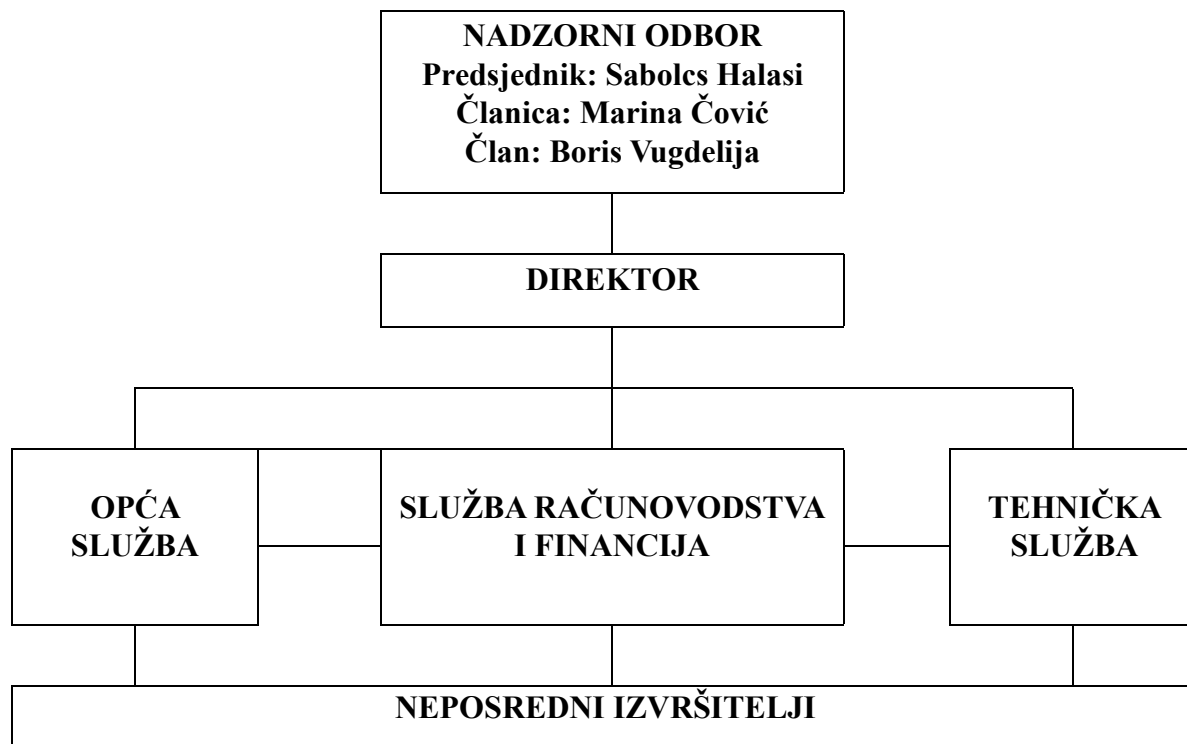 NADZORNI ODBOR
Predsjednik: Sabolcs Halasi
Članica: Marina Čović
Član: Boris Vugdelija
DIREKTOR
OPĆA
SLUŽBA
SLUŽBA RAČUNOVODSTVA
I FINANCIJA
TEHNIČKA
SLUŽBA
NEPOSREDNI IZVRŠITELJI